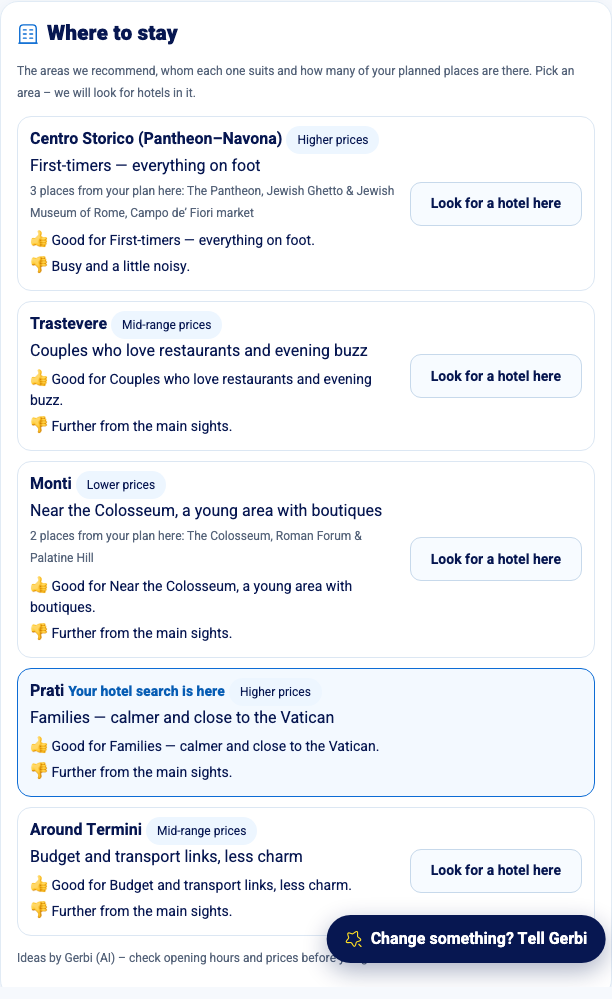 Where to stay
The areas we recommend, whom each one suits and how many of your planned places are there. Pick an
area – we will look for hotels in it.
Centro Storico (Pantheon–Navona) Higher prices
First-timers — everything on foot
3 places from your plan here: The Pantheon, Jewish Ghetto & Jewish
Museum of Rome, Campo de’ Fiori market
👍 Good for First-timers — everything on foot.
👎 Busy and a little noisy.
Look for a hotel here
Trastevere Mid-range prices
Couples who love restaurants and evening buzz
👍 Good for Couples who love restaurants and evening
buzz.
👎 Further from the main sights.
Look for a hotel here
Monti Lower prices
Near the Colosseum, a young area with boutiques
2 places from your plan here: The Colosseum, Roman Forum &
Palatine Hill
👍 Good for Near the Colosseum, a young area with
boutiques.
👎 Further from the main sights.
Look for a hotel here
Prati Your hotel search is here Higher prices
Families — calmer and close to the Vatican
👍 Good for Families — calmer and close to the Vatican.
👎 Further from the main sights.
Around Termini Mid-range prices
Budget and transport links, less charm
👍 Good for Budget and transport links, less charm.
👎 Further from the main sights.
Look for a hotel here
Change something? Tell Gerbi
Ideas by Gerbi (AI) – check opening hours and prices before